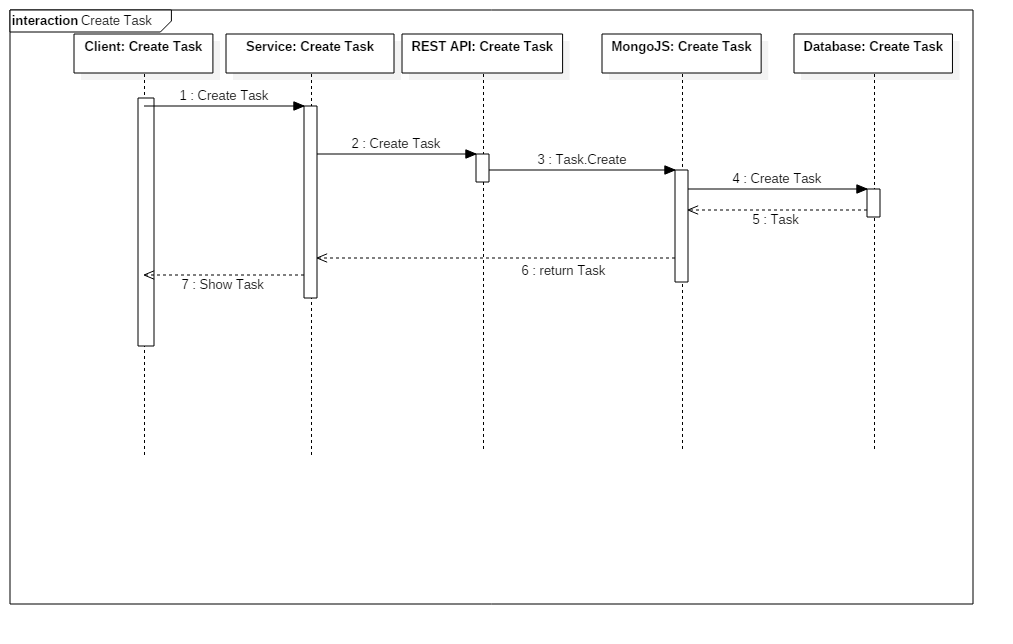 interaction Create Task
Client: Create Task
Service: Create Task
REST API: Create Task
MongoJS: Create Task
Database: Create Task
1 : Create Task
2 : Create Task
3 : Task.Create
4 : Create Task
5 : Task
6 : return Task
7 : Show Task